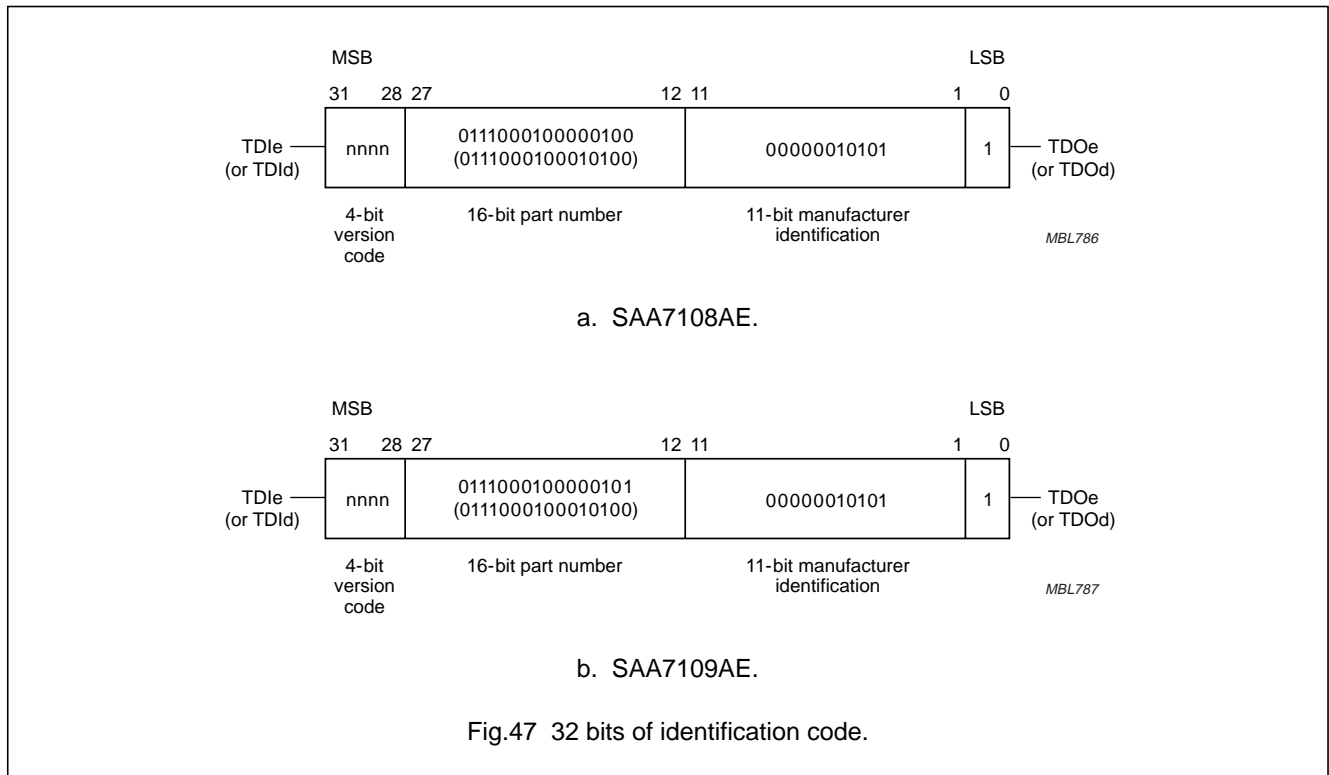 MSB LSB
31 28 27 12 11 1 0
TDIe
(or TDId)
nnnn
0111000100000100
(0111000100010100)
00000010101
1
TDOe
(or TDOd)
4-bit
version
code
16-bit part number
11-bit manufacturer
identification
MBL786
a. SAA7108AE.
MSB LSB
31 28 27 12 11 1 0
TDIe
(or TDId)
nnnn
0111000100000101
(0111000100010100)
00000010101
1
TDOe
(or TDOd)
4-bit
version
code
16-bit part number
11-bit manufacturer
identification
MBL787
b. SAA7109AE.
Fig.47 32 bits of identification code.